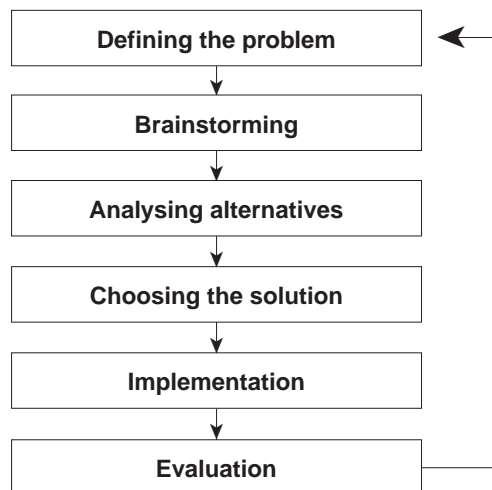 Defining the problem
Brainstorming
Analysing alternatives
Choosing the solution
Implementation
Evaluation